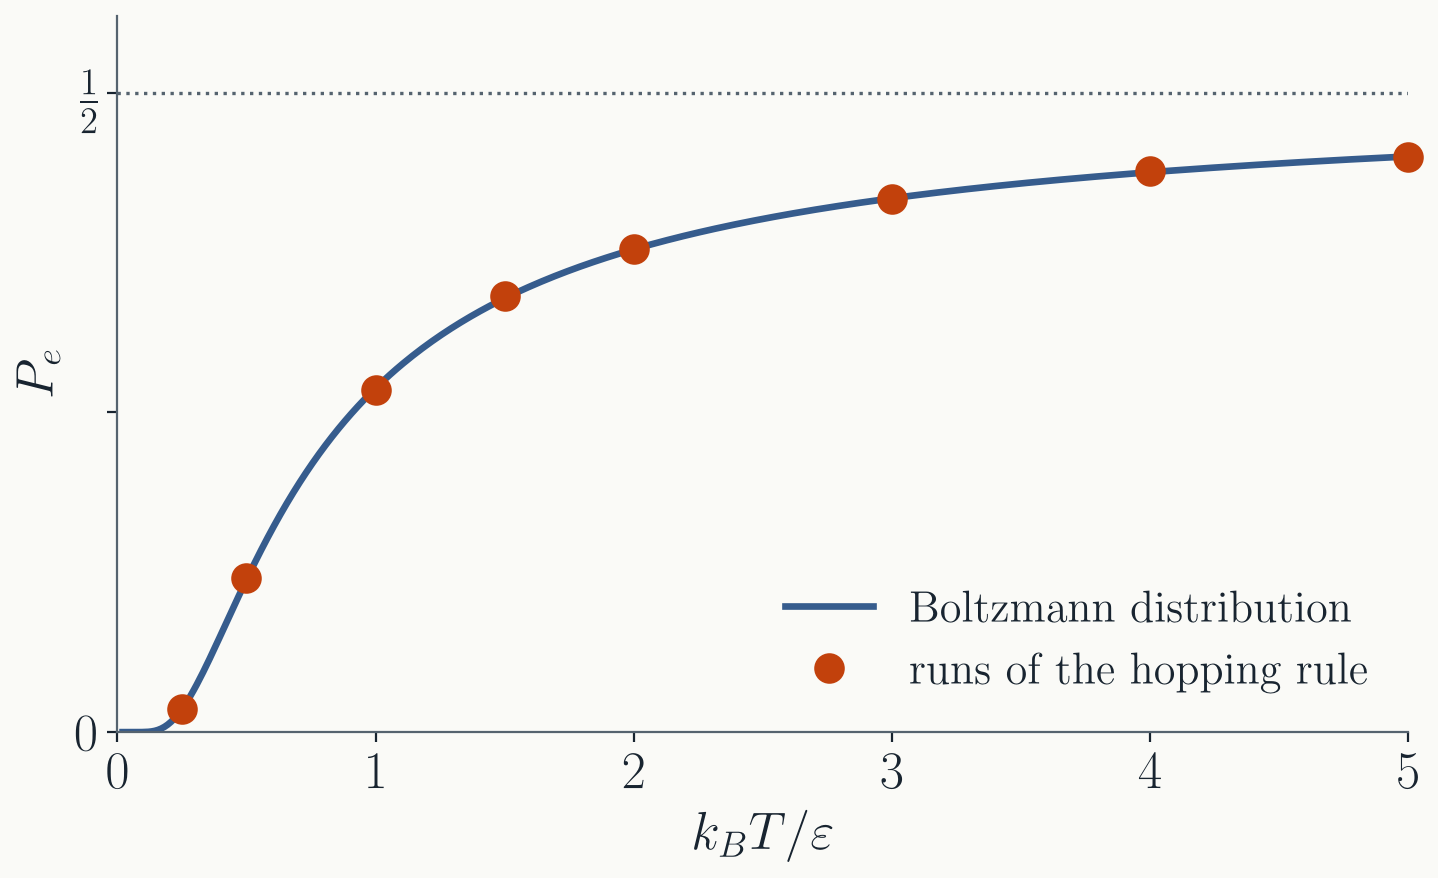 1/2
P_e
0
Boltzmann distribution
runs of the hopping rule
0 1 2 3 4 5
k_B T/ε